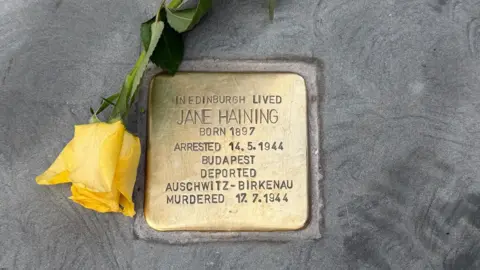 IN EDINBURGH LIVED
JANE HAINING
BORN 1897
ARRESTED 14.5.1944
BUDAPEST
DEPORTED
AUSCHWITZ-BIRKENAU
MURDERED 17.7.1944